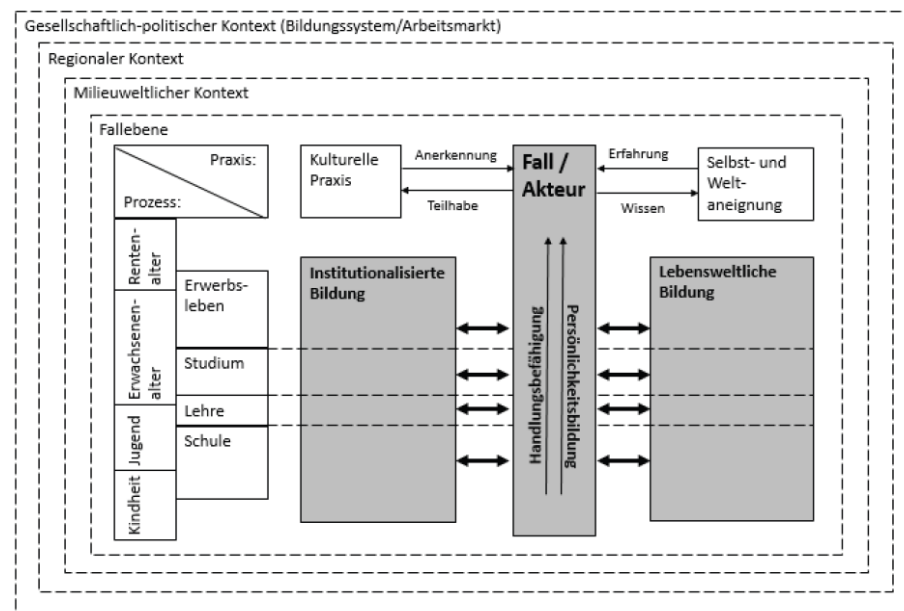 Gesellschaftlich-politischer Kontext (Bildungssystem/Arbeitsmarkt)
Regionaler Kontext
Milieuweltlicher Kontext
Fallebene
Praxis:
Prozess:
Kulturelle
Praxis
Anerkennung
Teilhabe
Fall /
Akteur
Erfahrung
Wissen
Selbst- und
Welt-
aneignung
Renten-
alter
Erwachsenen-
alter
Jugend
Kindheit
Erwerbs-
leben
Studium
Lehre
Schule
Institutionalisierte
Bildung
Handlungsbefähigung
Persönlichkeitsbildung
Lebensweltliche
Bildung